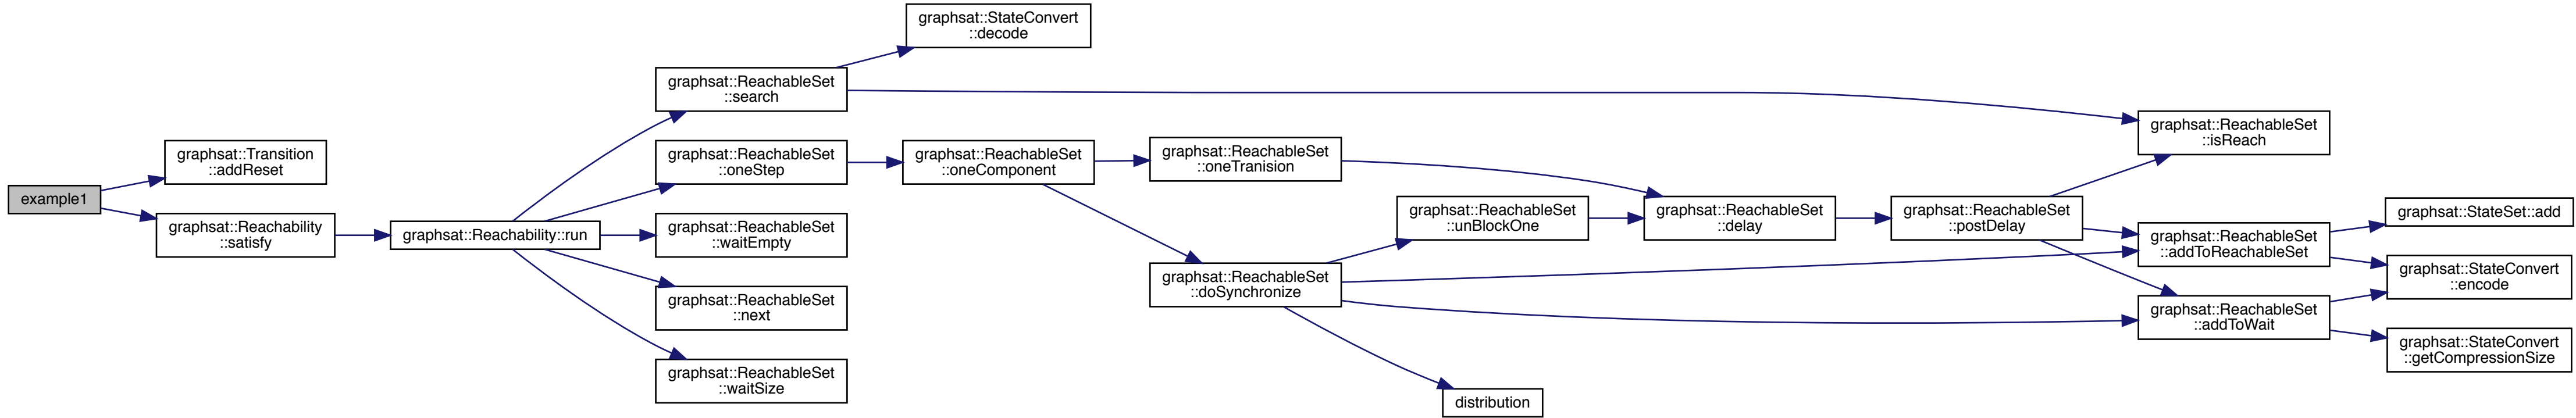 example1
graphsat::Transition
::addReset
graphsat::Reachability
::satisfy
graphsat::Reachability::run
graphsat::ReachableSet
::search
graphsat::ReachableSet
::oneStep
graphsat::ReachableSet
::waitEmpty
graphsat::ReachableSet
::next
graphsat::ReachableSet
::waitSize
graphsat::StateConvert
::decode
graphsat::ReachableSet
::oneComponent
graphsat::ReachableSet
::oneTranision
graphsat::ReachableSet
::doSynchronize
graphsat::ReachableSet
::unBlockOne
distribution
graphsat::ReachableSet
::delay
graphsat::ReachableSet
::postDelay
graphsat::ReachableSet
::isReach
graphsat::ReachableSet
::addToReachableSet
graphsat::ReachableSet
::addToWait
graphsat::StateSet::add
graphsat::StateConvert
::encode
graphsat::StateConvert
::getCompressionSize